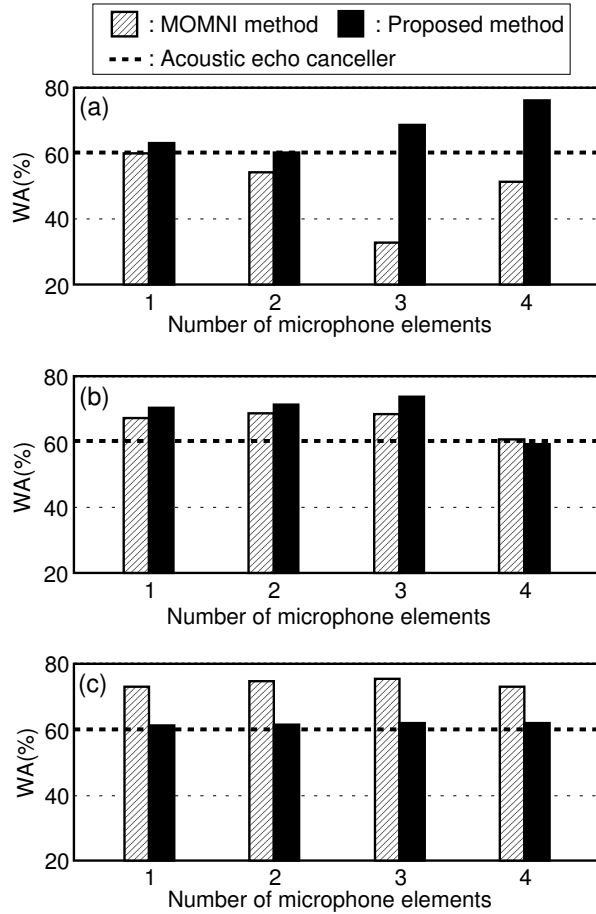 : MOMNI method : Proposed method
: Acoustic echo canceller
(a)
80
60
40
20
WA(%)
1 2 3 4
Number of microphone elements
(b)
80
60
40
20
WA(%)
1 2 3 4
Number of microphone elements
(c)
80
60
40
20
WA(%)
1 2 3 4
Number of microphone elements